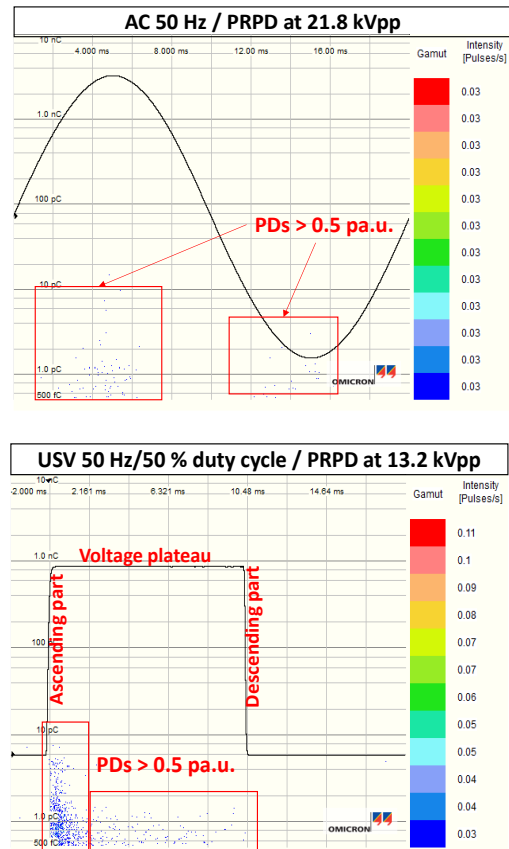 AC 50 Hz / PRPD at 21.8 kVpp
10 nC
4.000 ms 8.000 ms 12.00 ms 16.00 ms
Gamut
Intensity
[Pulses/s]
1.0 nC
100 pC
10 pC
1.0 pC
500 fC
PDs > 0.5 pa.u.
OMICRON
0.03
0.03
0.03
0.03
0.03
0.03
0.03
0.03
0.03
0.03
0.03
0.03
USV 50 Hz/50 % duty cycle / PRPD at 13.2 kVpp
10 nC
-2.000 ms 2.161 ms 6.321 ms 10.48 ms 14.64 ms
Gamut
Intensity
[Pulses/s]
1.0 nC
Voltage plateau
Ascending part
Descending part
100 pC
10 pC
PDs > 0.5 pa.u.
1.0 pC
500 fC
OMICRON
0.11
0.1
0.09
0.08
0.07
0.07
0.06
0.05
0.05
0.04
0.04
0.03